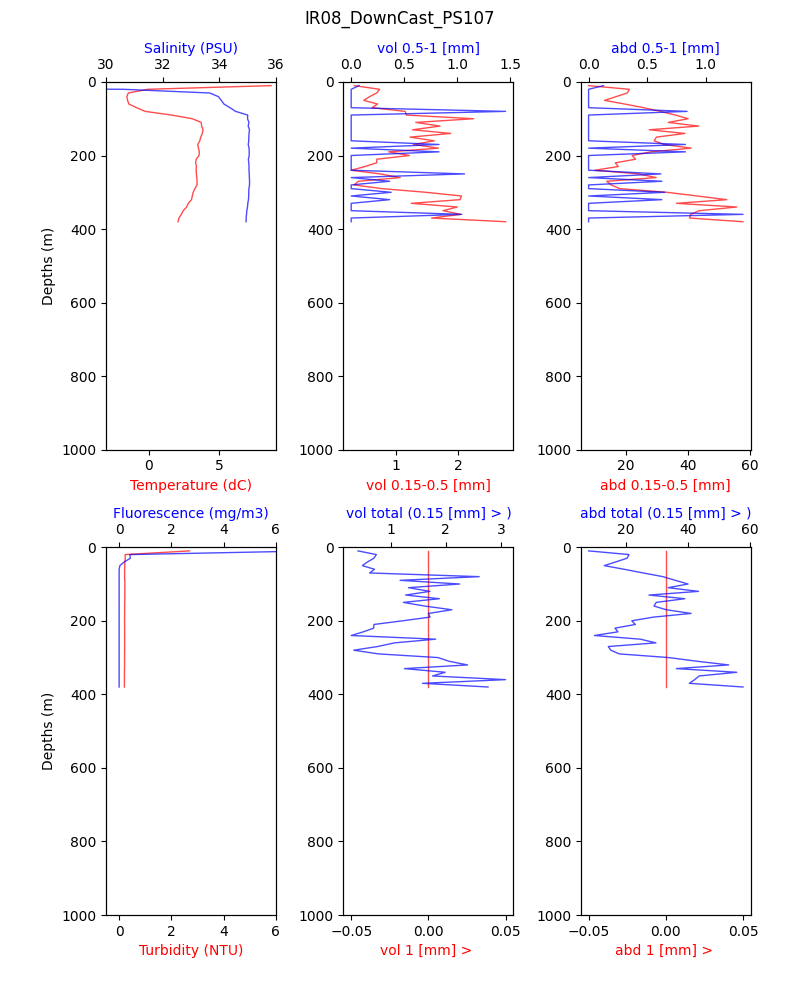 IR08_DownCast_PS107
Salinity (PSU) vol 0.5-1 [mm] abd 0.5-1 [mm]
30 32 34 36 0.0 0.5 1.0 1.5 0.0 0.5 1.0
0 0 0
200 200 200
400 400 400
Depths (m)
600 600 600
800 800 800
1000 1000 1000
0 5 1 2 20 40 60
Temperature (dC) vol 0.15-0.5 [mm] abd 0.15-0.5 [mm]
Fluorescence (mg/m3) vol total (0.15 [mm] > ) abd total (0.15 [mm] > )
0 2 4 6 1 2 3 20 40 60
0 0 0
200 200 200
400 400 400
Depths (m)
600 600 600
800 800 800
1000 1000 1000
0 2 4 6 −0.05 0.00 0.05 −0.05 0.00 0.05
Turbidity (NTU) vol 1 [mm] > abd 1 [mm] >